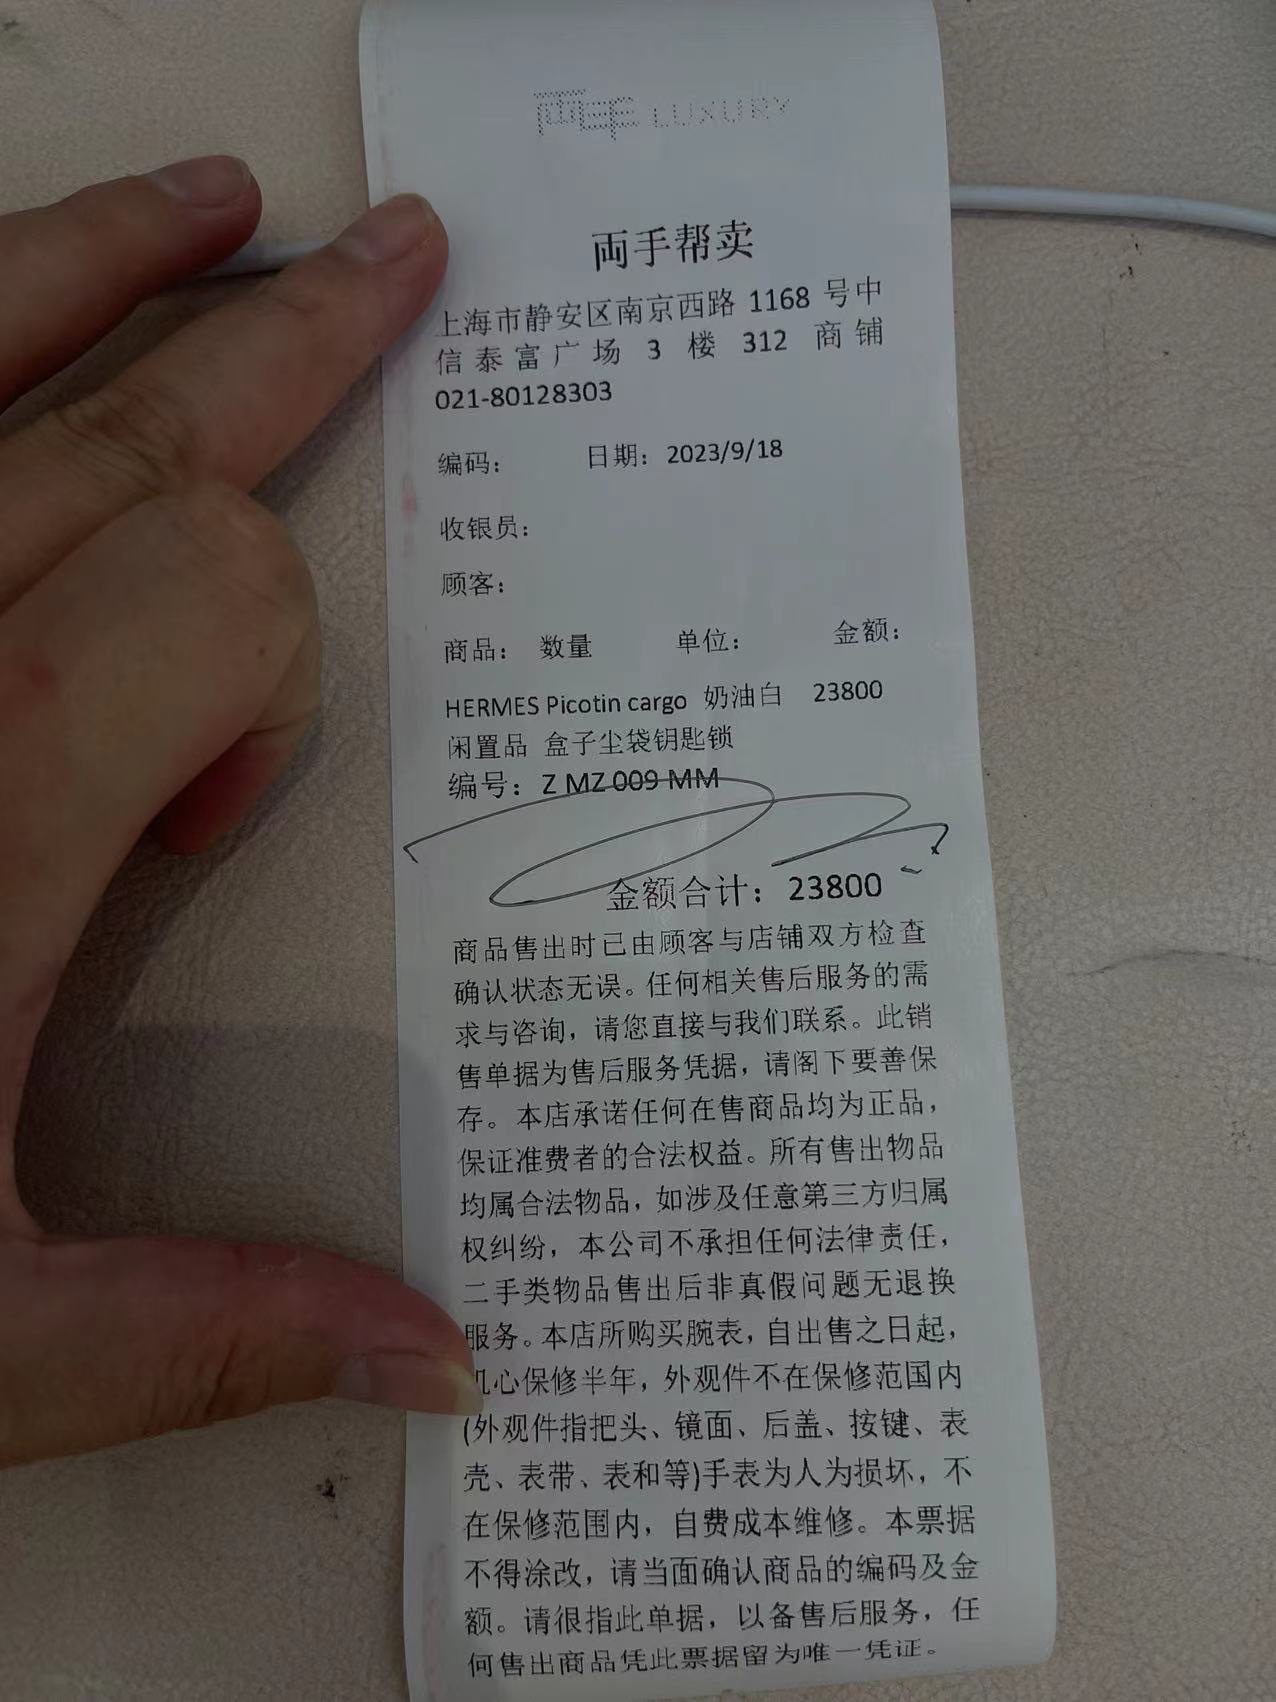 両手 LUXURY
両手帮卖
上海市静安区南京西路 1168 号中
信泰富广场 3 楼 312 商铺
021-80128303
编码： 日期：2023/9/18
收银员：
顾客：
商品： 数量 单位： 金额：
HERMES Picotin cargo 奶油白 23800
闲置品 盒子尘袋钥匙锁
编号：Z MZ 009 MM
金额合计：23800
商品售出时已由顾客与店铺双方检查
确认状态无误。任何相关售后服务的需
求与咨询，请您直接与我们联系。此销
售单据为售后服务凭据，请阁下要善保
存。本店承诺任何在售商品均为正品，
保证准费者的合法权益。所有售出物品
均属合法物品，如涉及任意第三方归属
权纠纷，本公司不承担任何法律责任，
二手类物品售出后非真假问题无退换
服务。本店所购买腕表，自出售之日起，
机心保修半年，外观件不在保修范围内
(外观件指把头、镜面、后盖、按键、表
壳、表带、表和等)手表为人为损坏，不
在保修范围内，自费成本维修。本票据
不得涂改，请当面确认商品的编码及金
额。请很指此单据，以备售后服务，任
何售出商品凭此票据留为唯一凭证。